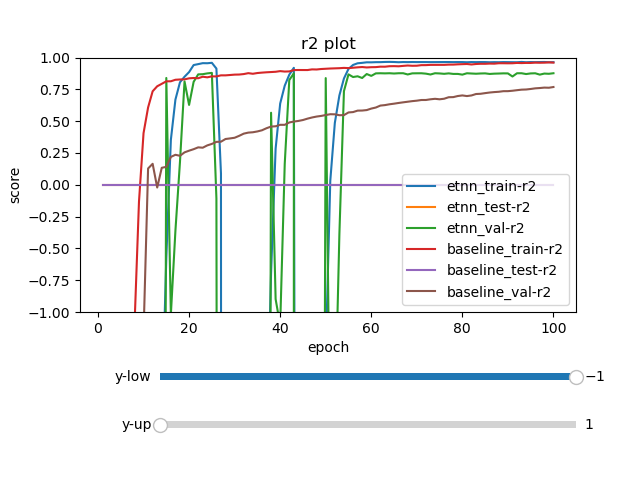 r2 plot
1.00
0.75
0.50
0.25
0.00
−0.25
−0.50
−0.75
−1.00
score
0
20
40
60
80
100
epoch
etnn_train-r2
etnn_test-r2
etnn_val-r2
baseline_train-r2
baseline_test-r2
baseline_val-r2
y-low
−1
y-up
1